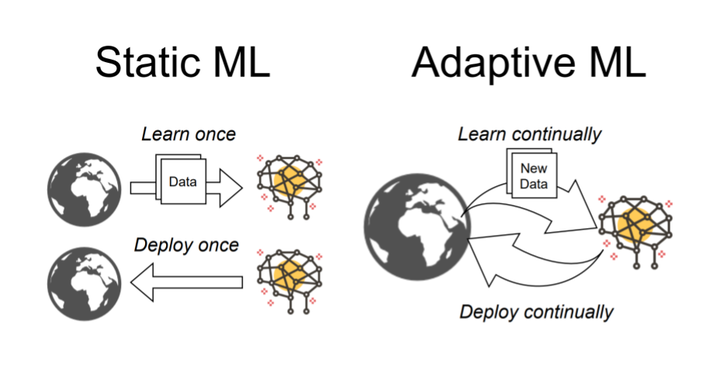 Static ML
Learn once
Data
Deploy once
Adaptive ML
Learn continually
New
Data
Deploy continually